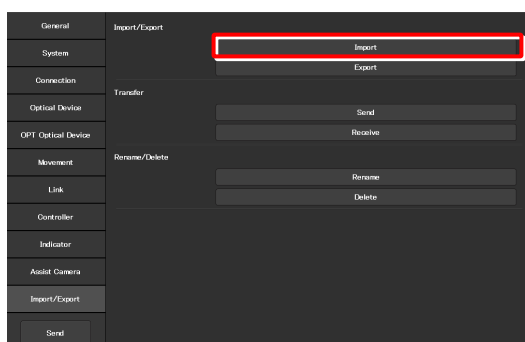 General
System
Connection
Optical Device
OPT Optical Device
Movement
Link
Controller
Indicator
Assist Camera
Import/Export
Send
Import/Export
Import
Export
Transfer
Send
Receive
Rename/Delete
Rename
Delete